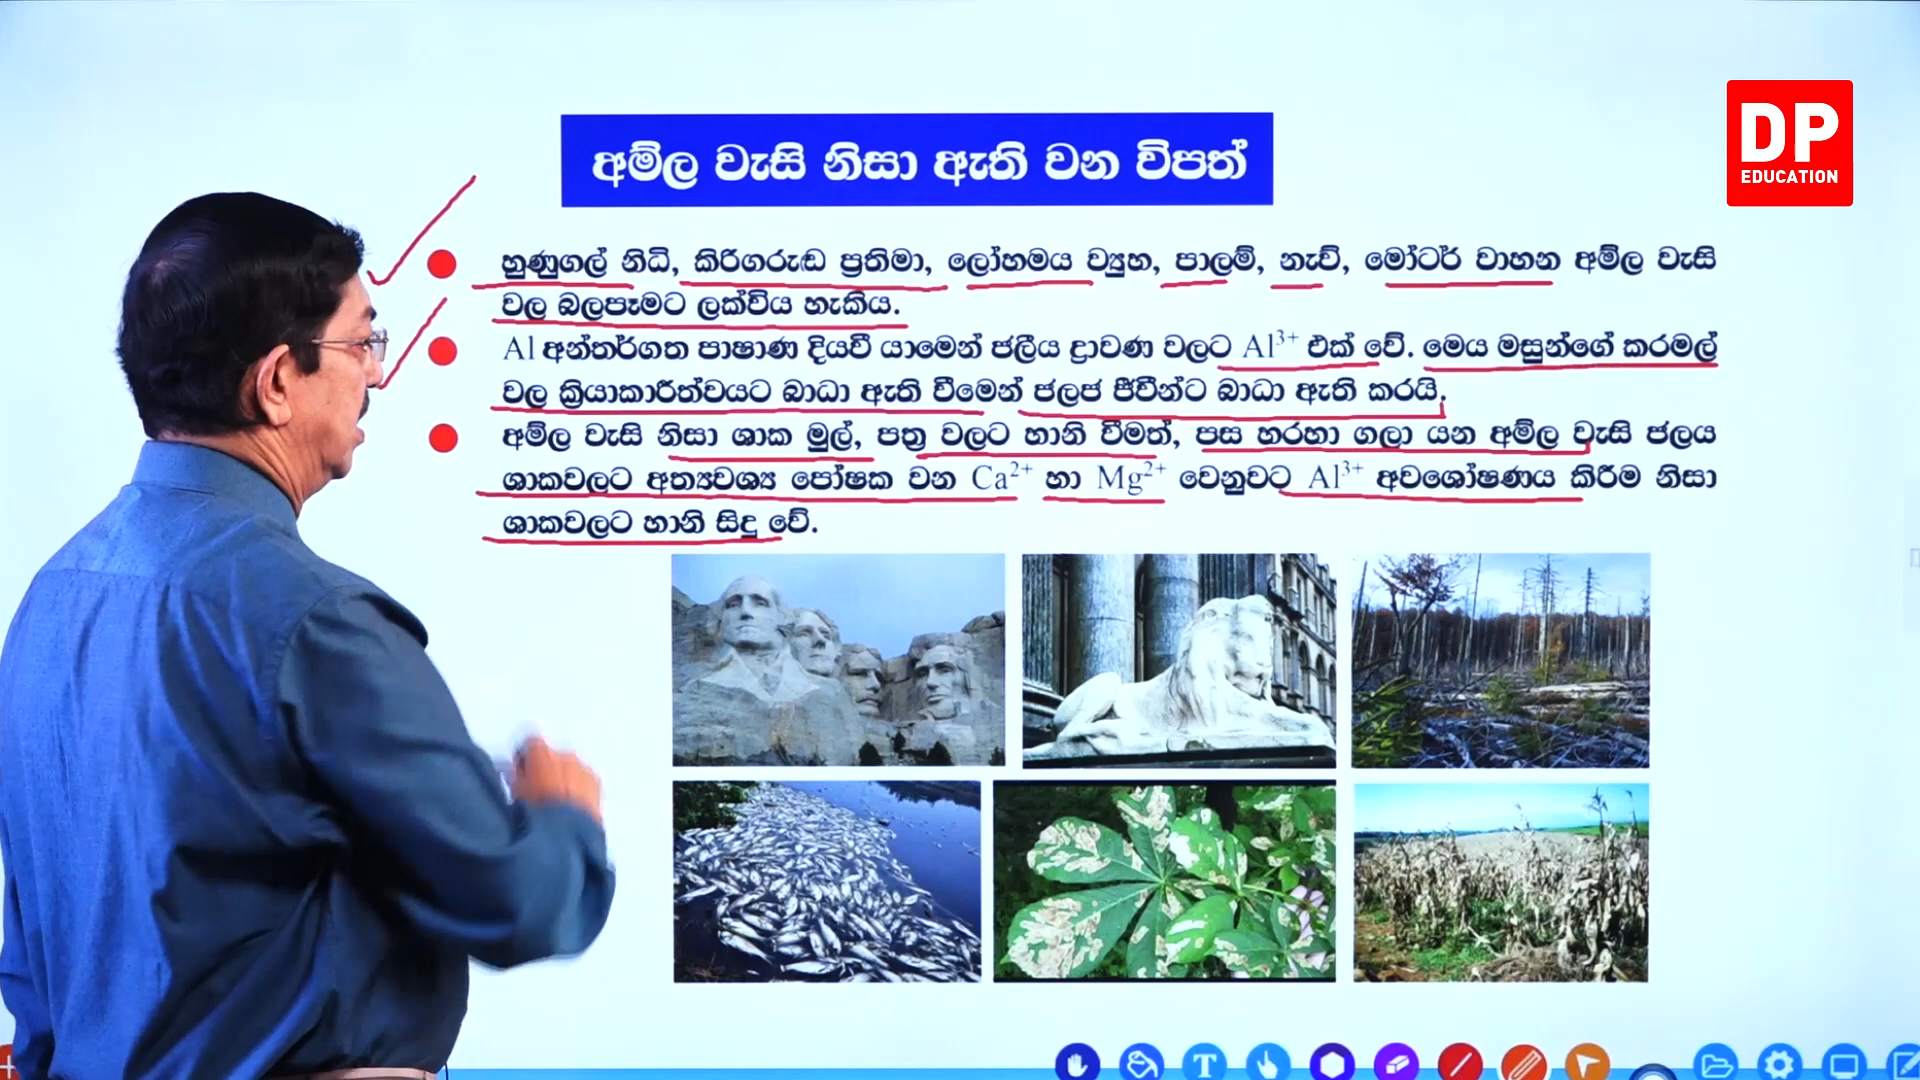 අම්ල වැසි නිසා ඇති වන විපත්
DP
EDUCATION
හුණුගල් නිධි, කිරිගරුඬ ප්‍රතිමා, ලෝහමය ව්‍යුහ, පාලම්, නැව්, මෝටර් වාහන අම්ල වැසි
වල බලපෑමට ලක්විය හැකිය.
Al අන්තර්ගත පාෂාණ දියවී යාමෙන් ජලීය ද්‍රාවණ වලට Al³⁺ එක් වේ. මෙය මසුන්ගේ කරමල්
වල ක්‍රියාකාරීත්වයට බාධා ඇති වීමෙන් ජලජ ජීවීන්ට බාධා ඇති කරයි.
අම්ල වැසි නිසා ශාක මුල්, පත්‍ර වලට හානි වීමත්, පස හරහා ගලා යන අම්ල වැසි ජලය
ශාකවලට අත්‍යවශ්‍ය පෝෂක වන Ca²⁺ හා Mg²⁺ වෙනුවට Al³⁺ අවශෝෂණය කිරීම නිසා
ශාකවලට හානි සිදු වේ.